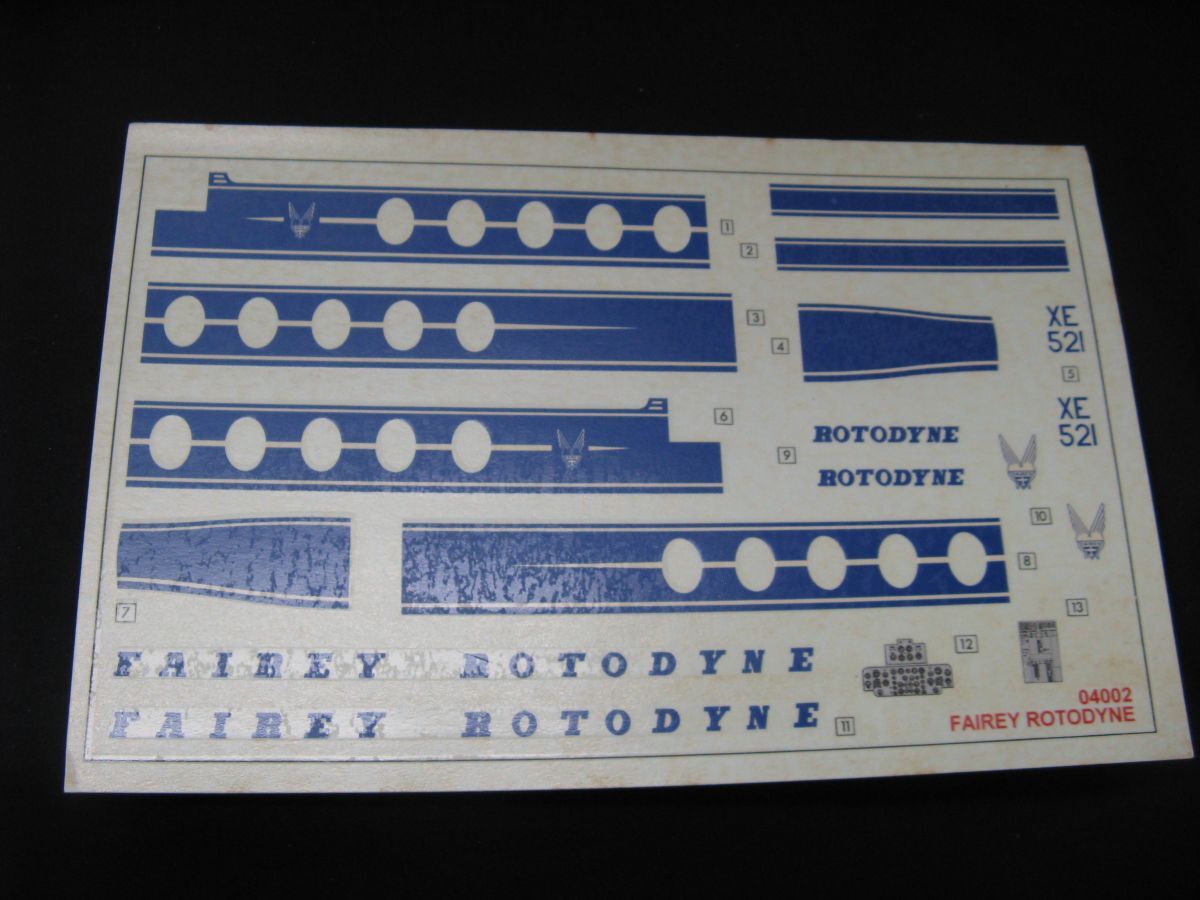 1
2
3
4
XE
521
5
6
XE
521
ROTODYNE
9
ROTODYNE
10
8
7
13
12
FAIREY ROTODYNE
04002
FAIREY ROTODYNE
FAIREY ROTODYNE
11